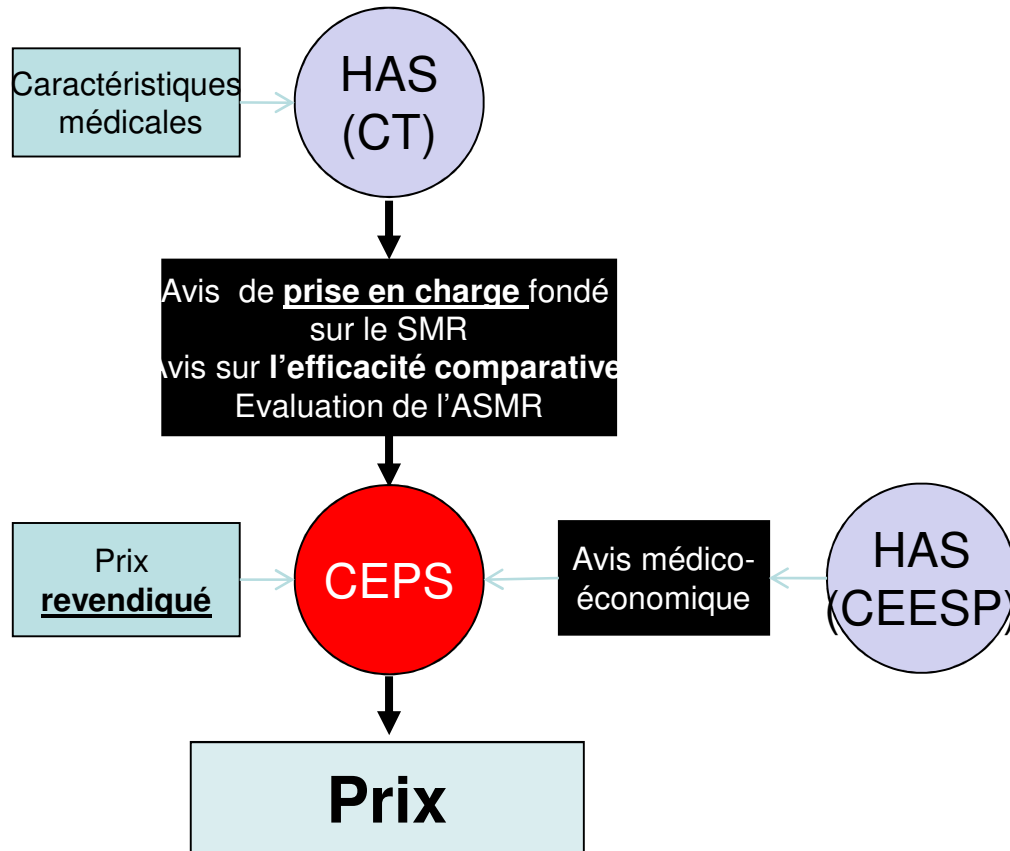 Caractéristiques
médicales
HAS
(CT)
Avis de prise en charge fondé
sur le SMR
Avis sur l'efficacité comparative
Evaluation de l'ASMR
Prix
revendiqué
CEPS
Avis médico-
économique
HAS
(CEESP)
Prix